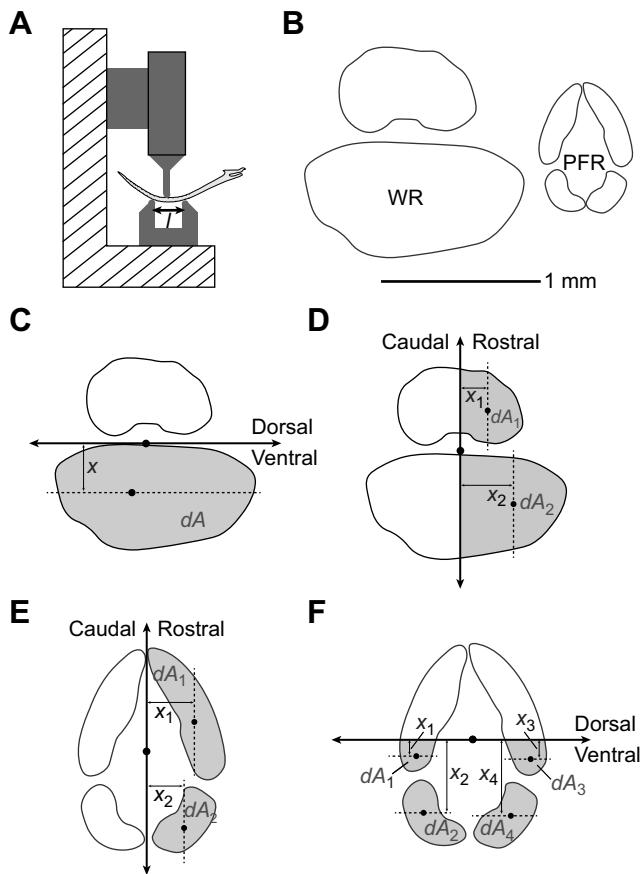 A
l
B
WR
PFR
1 mm
C
Dorsal
Ventral
x
dA
D
Caudal Rostral
x1
dA1
x2
dA2
E
Caudal Rostral
dA1
x1
x2
dA2
F
x1
x3
Dorsal
Ventral
dA1
x2
x4
dA3
dA2
dA4